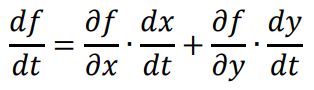 df/dt = ∂f/∂x · dx/dt + ∂f/∂y · dy/dt